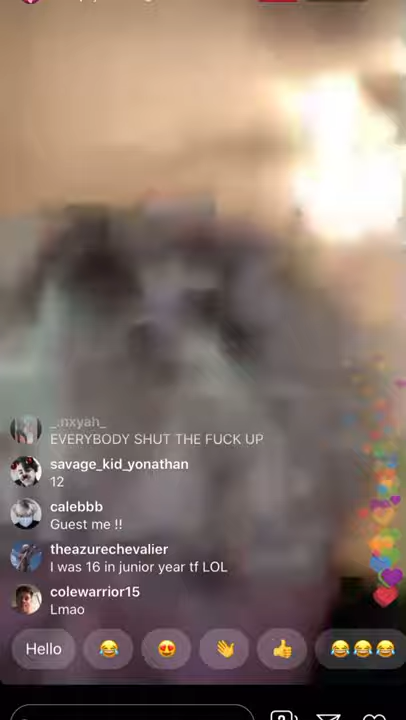 _.nxyah_
EVERYBODY SHUT THE FUCK UP
savage_kid_yonathan
12
calebbb
Guest me !!
theazurechevalier
I was 16 in junior year tf LOL
colewarrior15
Lmao
Hello 😂 😍 👋 👍 😂😂😂